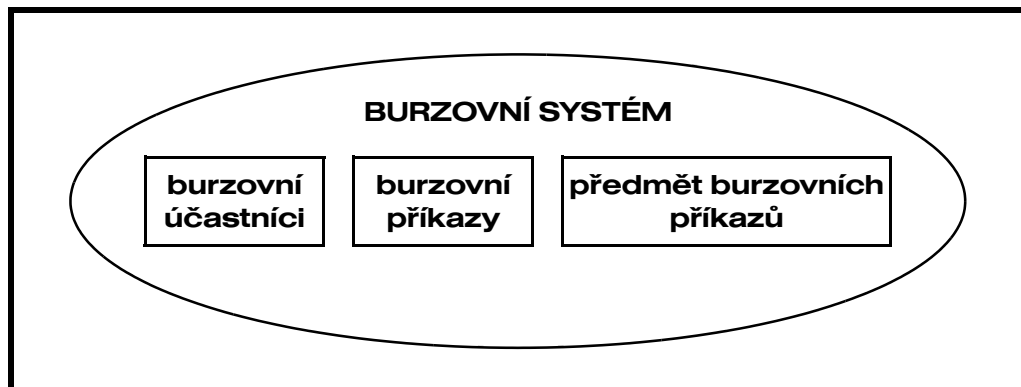 BURZOVNÍ SYSTÉM
burzovní
účastníci
burzovní
příkazy
předmět burzovních
příkazů